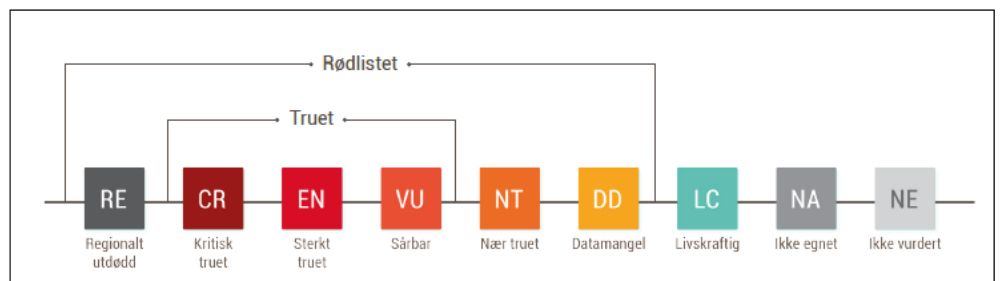 Rødlistet
Truet
RE CR EN VU NT DD LC NA NE
Regionalt utdødd
Kritisk truet
Sterkt truet
Sårbar
Nær truet
Datamangel
Livskraftig
Ikke egnet
Ikke vurdert